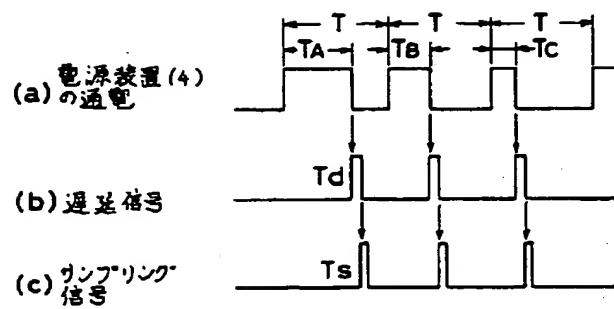 T T T
TA TB TC
(a) 電源装置(4)
の通電
Td
(b) 遅延信号
Ts
(c) サンプリング
信号